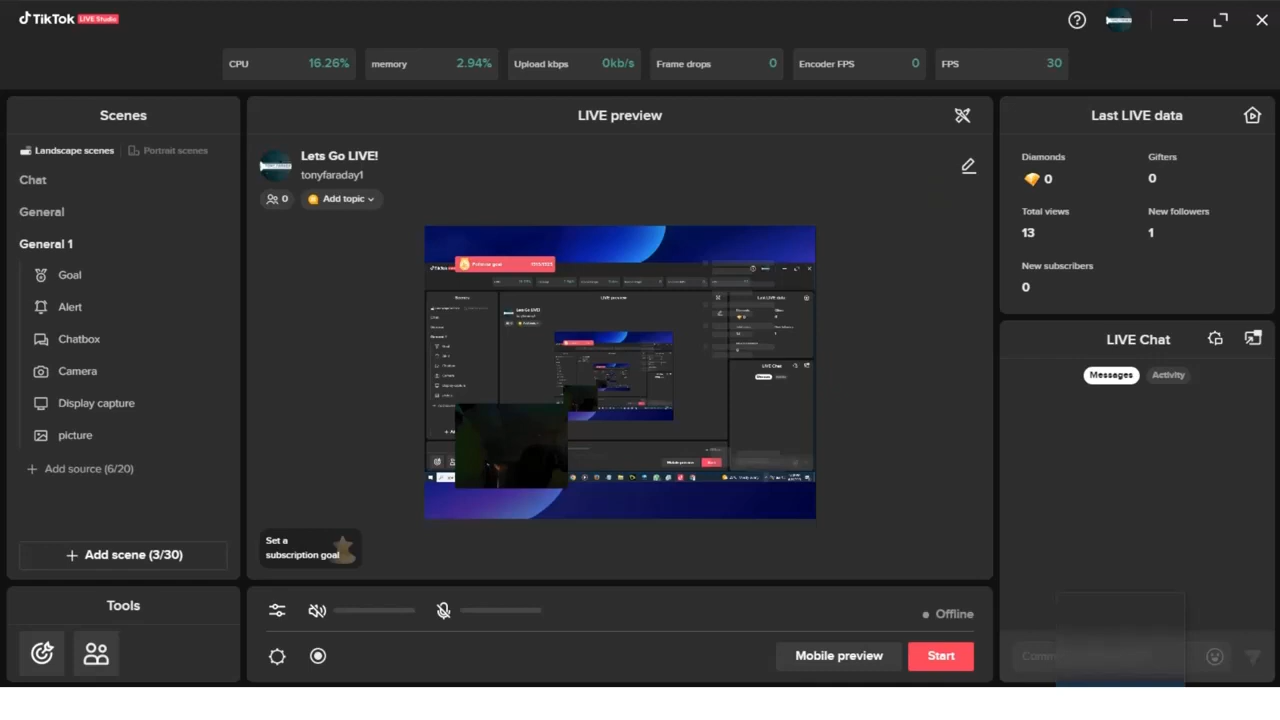 TikTok LIVE Studio
CPU 16.26%
memory 2.94%
Upload kbps 0kb/s
Frame drops 0
Encoder FPS 0
FPS 30
Scenes
Landscape scenes
Portrait scenes
Chat
General
General 1
Goal
Alert
Chatbox
Camera
Display capture
picture
Add source (6/20)
Add scene (3/30)
Tools
LIVE preview
Lets Go LIVE!
tonyfaraday1
0
Add topic
Set a
subscription goal
Offline
Mobile preview
Start
Last LIVE data
Diamonds
0
Gifters
0
Total views
13
New followers
1
New subscribers
0
LIVE Chat
Messages
Activity